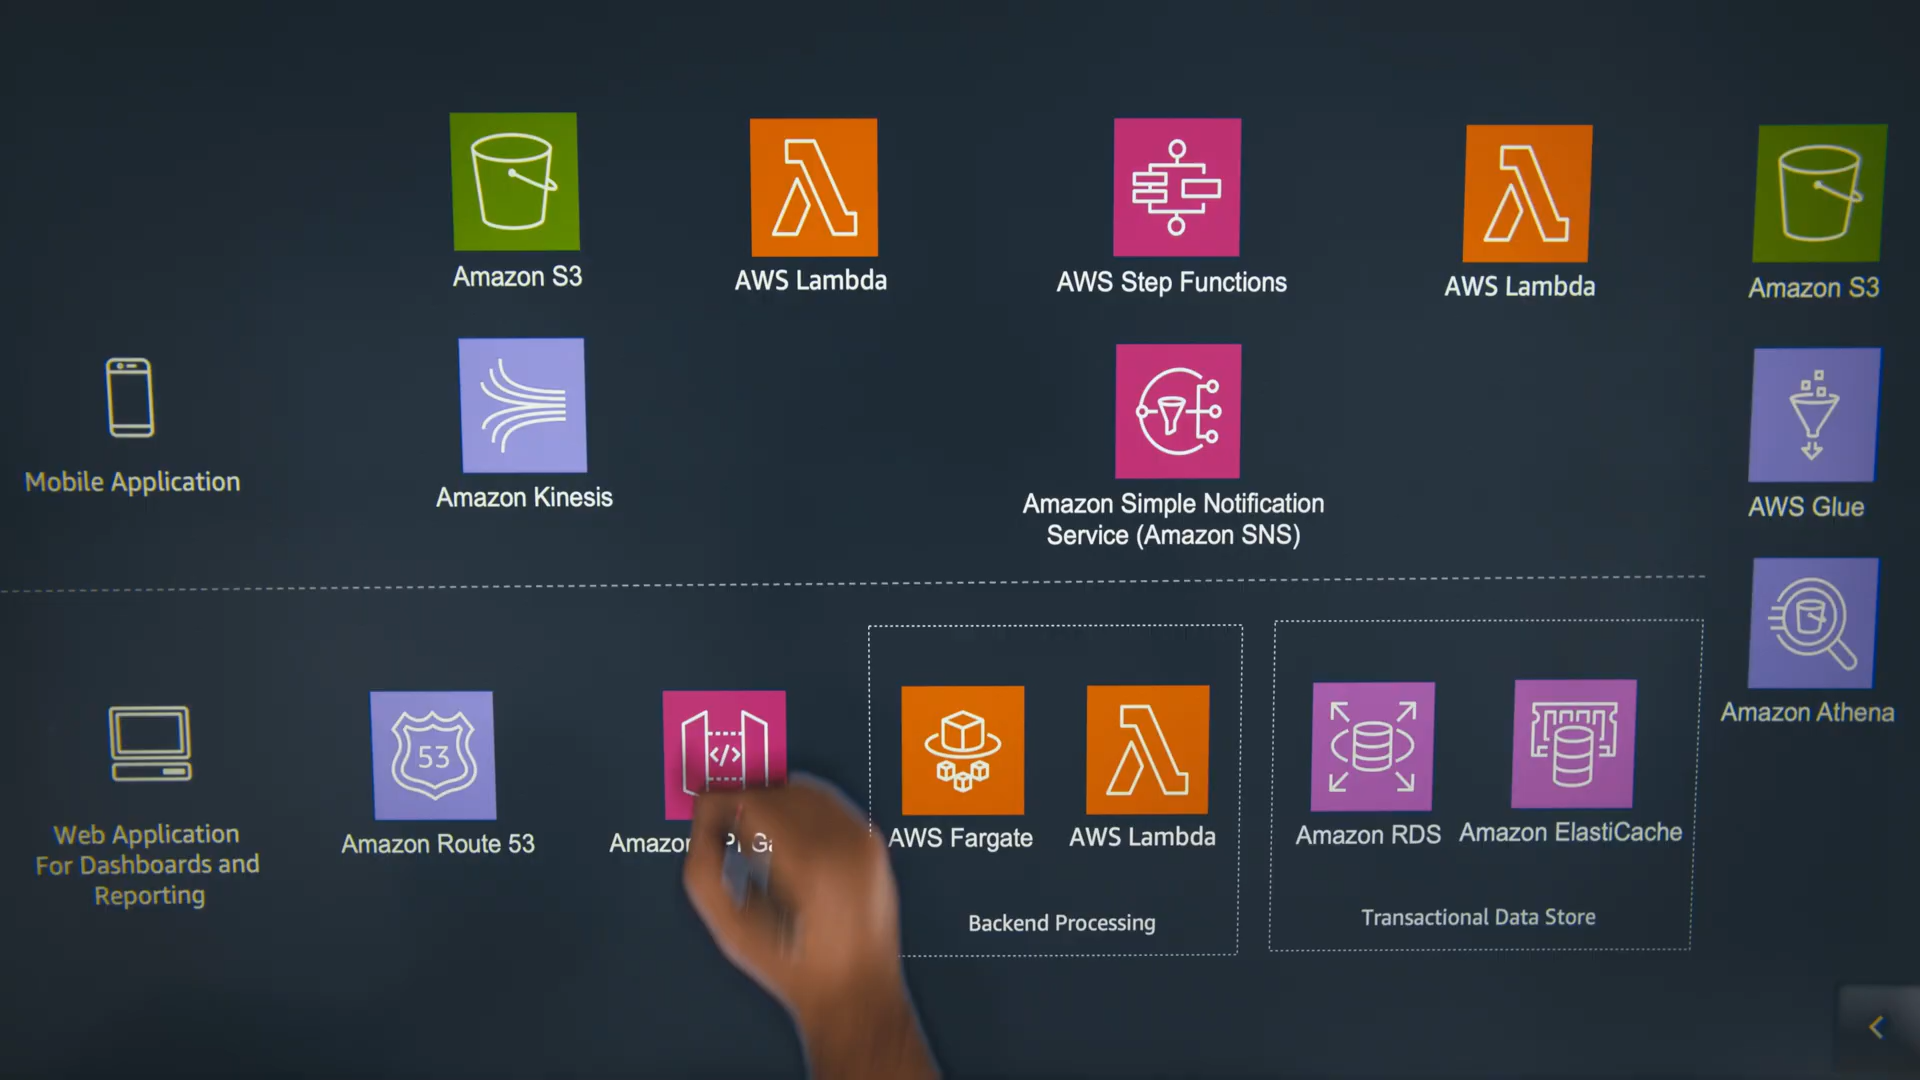 Amazon S3
AWS Lambda
AWS Step Functions
AWS Lambda
Amazon S3
Mobile Application
Amazon Kinesis
Amazon Simple Notification
Service (Amazon SNS)
AWS Glue
Amazon Athena
Web Application
For Dashboards and
Reporting
53
Amazon Route 53
</>
Amazon
AWS Fargate
AWS Lambda
Backend Processing
Amazon RDS
Amazon ElastiCache
Transactional Data Store